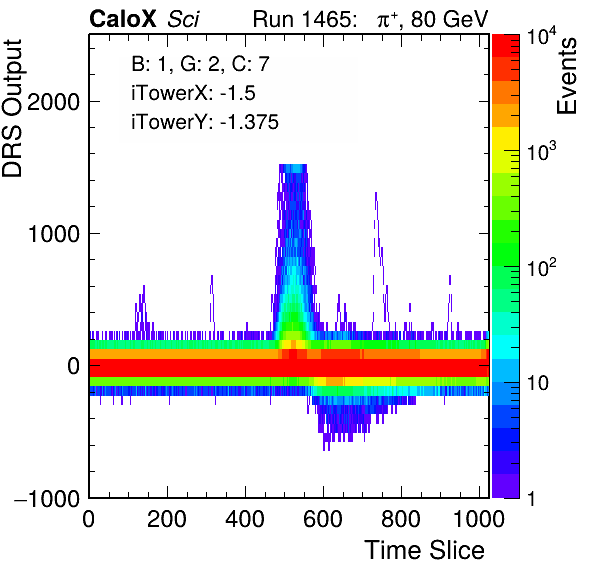 CaloX Sci Run 1465: π⁺, 80 GeV
B: 1, G: 2, C: 7
iTowerX: -1.5
iTowerY: -1.375
DRS Output
2000
1000
0
−1000
0 200 400 600 800 1000
Time Slice
Events
10⁴
10³
10²
10
1